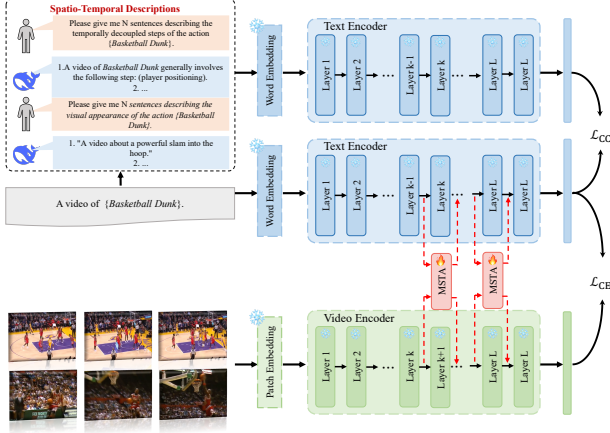 Spatio-Temporal Descriptions
Please give me N sentences describing the
temporally decoupled steps of the action
{Basketball Dunk}.
1.A video of Basketball Dunk generally involves
the following step: (player positioning).
2. ...
Please give me N sentences describing the
visual appearance of the action {Basketball
Dunk}.
1. "A video about a powerful slam into the
hoop."
2. ...
A video of {Basketball Dunk}.
Word Embedding
Text Encoder
Layer 1
Layer 2
...
Layer k-1
Layer k
...
Layer L
Layer L
Word Embedding
Text Encoder
Layer 1
Layer 2
...
Layer k-1
Layer k
...
Layer L
Layer L
MSTA
MSTA
Patch Embedding
Video Encoder
Layer 1
Layer 2
...
Layer k
Layer k+1
...
Layer L
Layer L
ℒCC
ℒCE